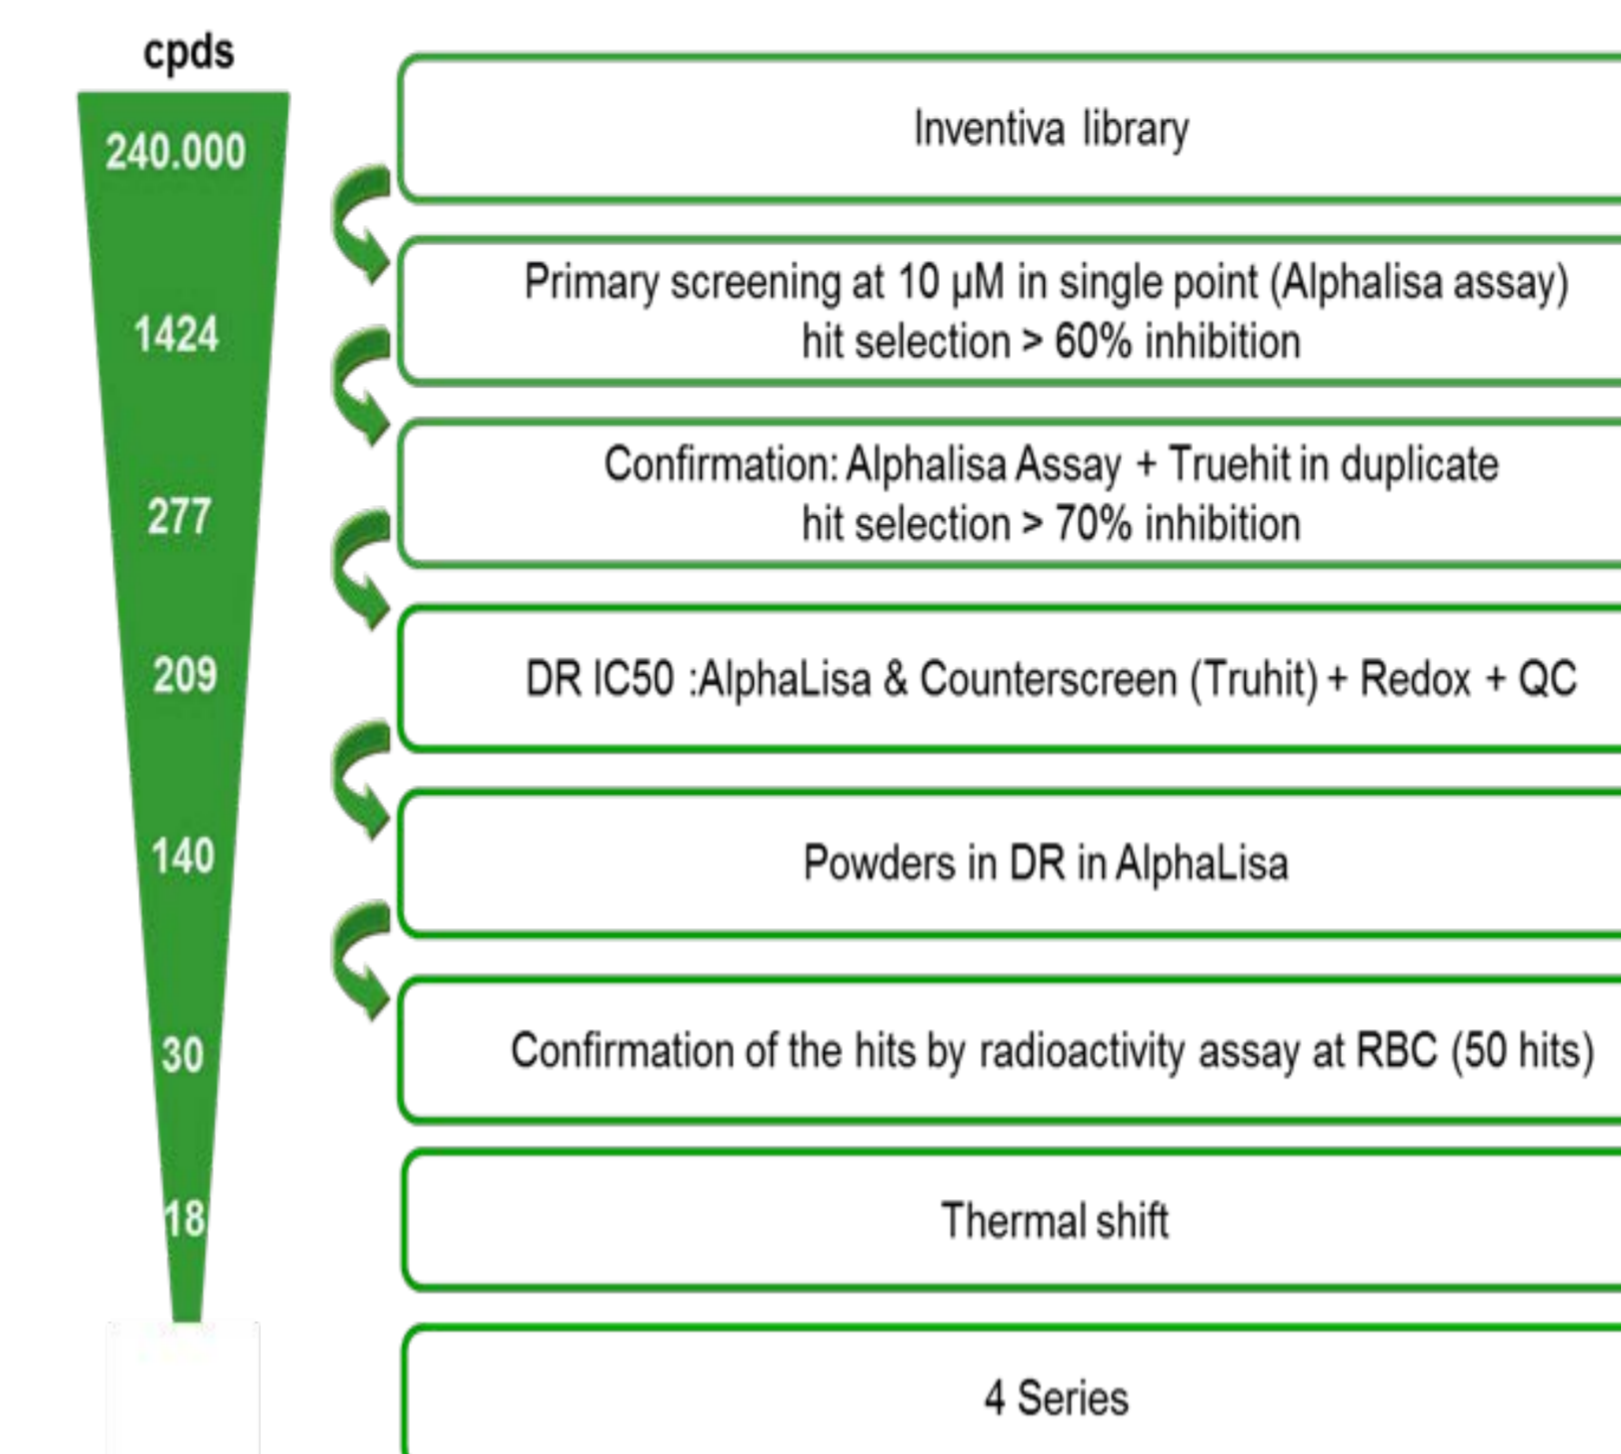 cpds
240.000
Inventiva library
1424
Primary screening at 10 µM in single point (Alphalisa assay)
hit selection > 60% inhibition
277
Confirmation: Alphalisa Assay + Truehit in duplicate
hit selection > 70% inhibition
209
DR IC50 :AlphaLisa & Counterscreen (Truhit) + Redox + QC
140
Powders in DR in AlphaLisa
30
Confirmation of the hits by radioactivity assay at RBC (50 hits)
18
Thermal shift
4 Series